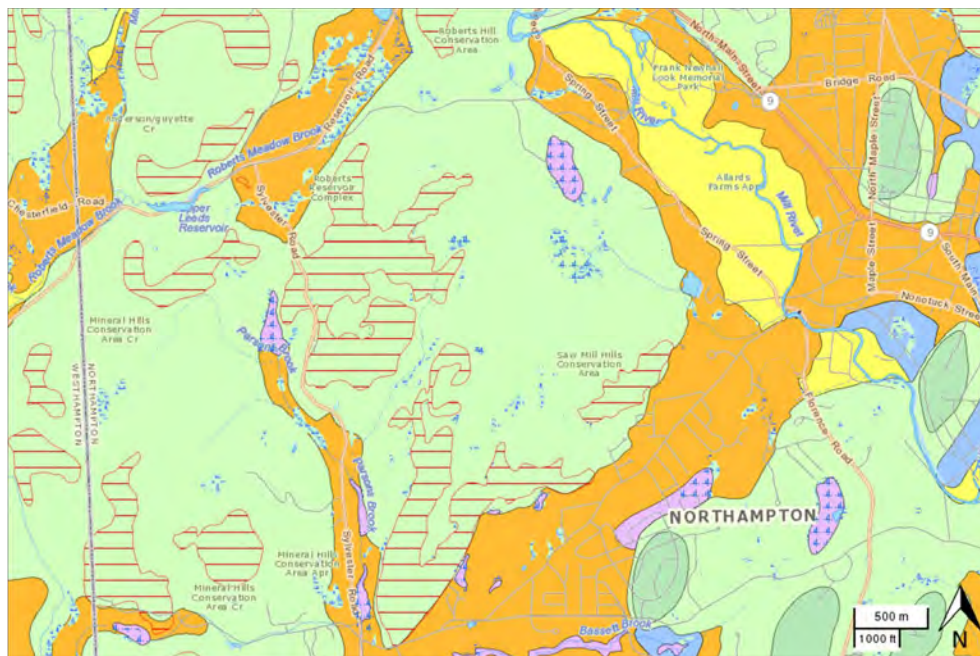 Roberts Hill
Conservation
Area
North Main Street
Frank Newhall
Look Memorial
Park
Bridge Road
9
Spring Street
Mill River
Reservoir Road
Roberts Meadow Brook
Roberts
Reservoir
Complex
Allards
Farms Apr
Mill River
North Maple Street
Maple Street
9
South Main
Chesterfield Road
Roberts Meadow Brook
Upper
Leeds
Reservoir
Sylvester Road
Spring Street
Nonotuck Street
Mineral Hills
Conservation
Area Cr
Parsons Brook
NORTHAMPTON
WESTHAMPTON
Saw Mill Hills
Conservation
Area
Florence Road
Parsons Brook
Sylvester Road
NORTHAMPTON
Mineral Hills
Conservation
Area Apr
Mineral Hills
Conservation
Area Cr
Bassett Brook
500 m
1000 ft
N